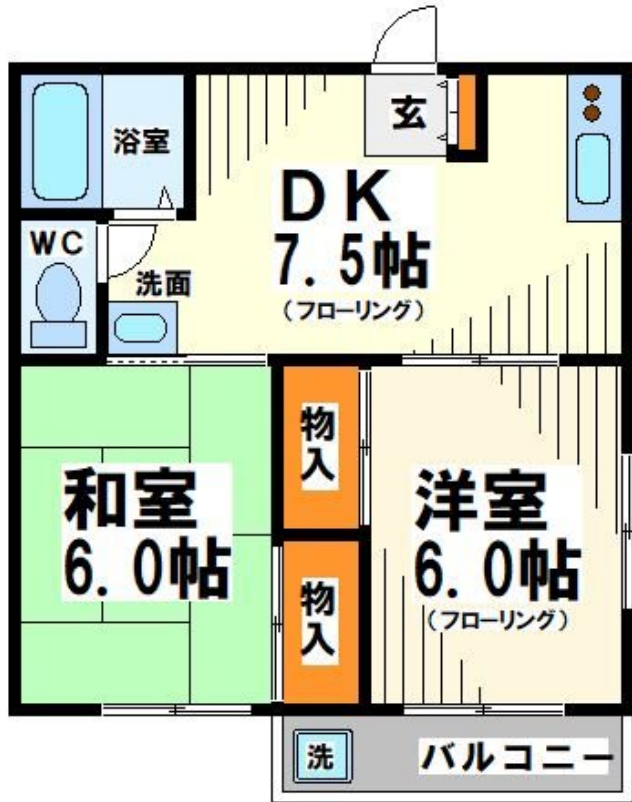 玄
浴室
DK
7.5帖
(フローリング)
WC
洗面
物入
和室
6.0帖
洋室
6.0帖
(フローリング)
物入
洗
バルコニー